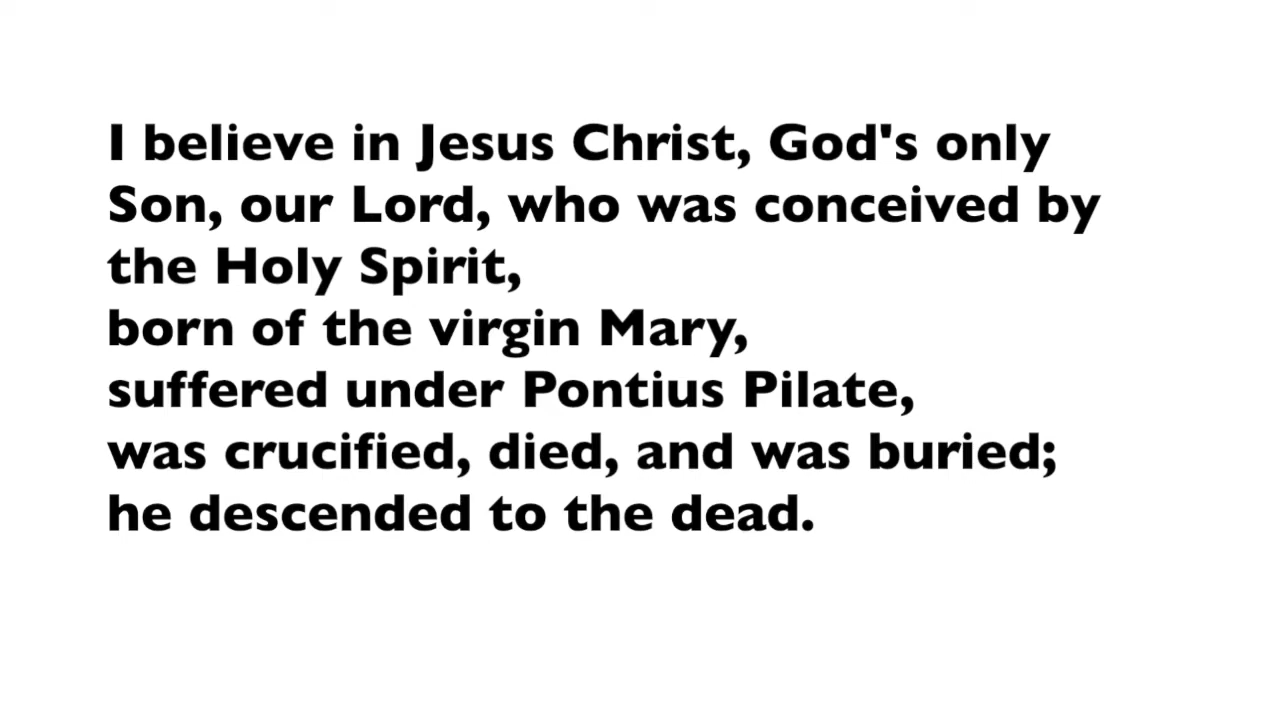 I believe in Jesus Christ, God's only
Son, our Lord, who was conceived by
the Holy Spirit,
born of the virgin Mary,
suffered under Pontius Pilate,
was crucified, died, and was buried;
he descended to the dead.